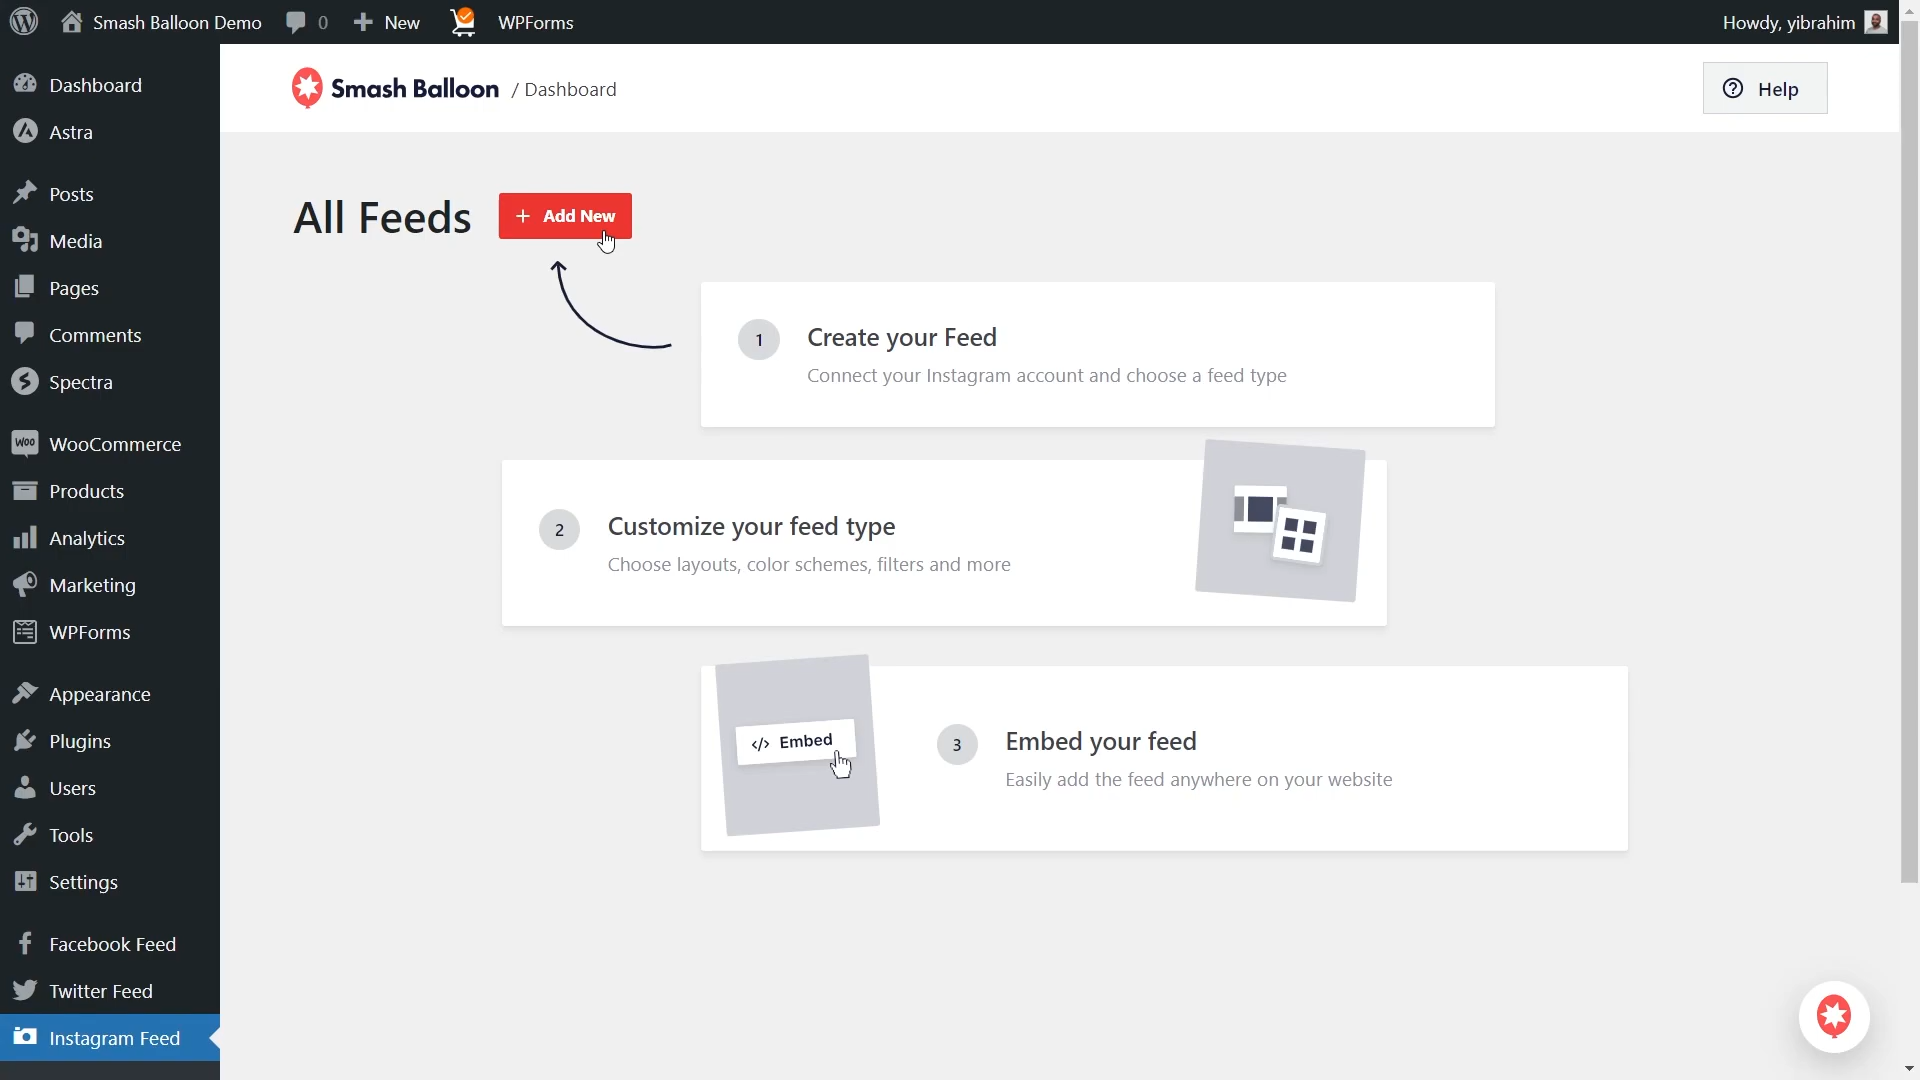 Smash Balloon Demo
0
New
WPForms
Howdy, yibrahim
Dashboard
Astra
Posts
Media
Pages
Comments
Spectra
Woo
WooCommerce
Products
Analytics
Marketing
WPForms
Appearance
Plugins
Users
Tools
Settings
Facebook Feed
Twitter Feed
Instagram Feed
Smash Balloon / Dashboard
Help
All Feeds
+ Add New
1
Create your Feed
Connect your Instagram account and choose a feed type
2
Customize your feed type
Choose layouts, color schemes, filters and more
</> Embed
3
Embed your feed
Easily add the feed anywhere on your website